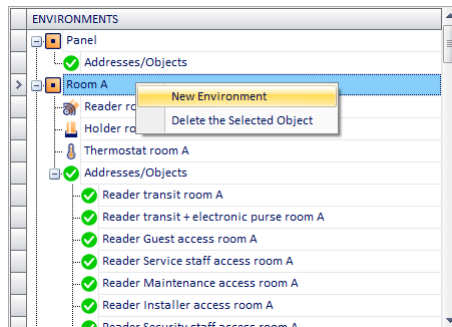 ENVIRONMENTS
Panel
Addresses/Objects
Room A
New Environment
Reader
Delete the Selected Object
Holder
Thermostat room A
Addresses/Objects
Reader transit room A
Reader transit + electronic purse room A
Reader Guest access room A
Reader Service staff access room A
Reader Maintenance access room A
Reader Installer access room A
Reader Security staff access room A